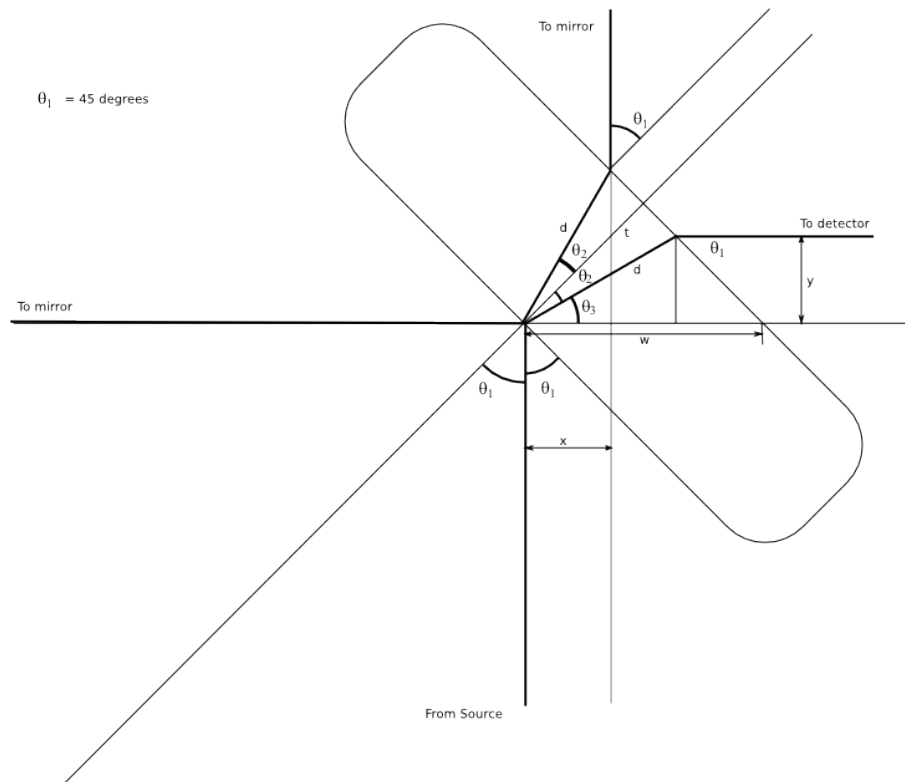 To mirror
θ1 = 45 degrees
θ1
To detector
d
t
θ2
θ1
θ2
d
y
θ3
To mirror
w
θ1
θ1
x
From Source